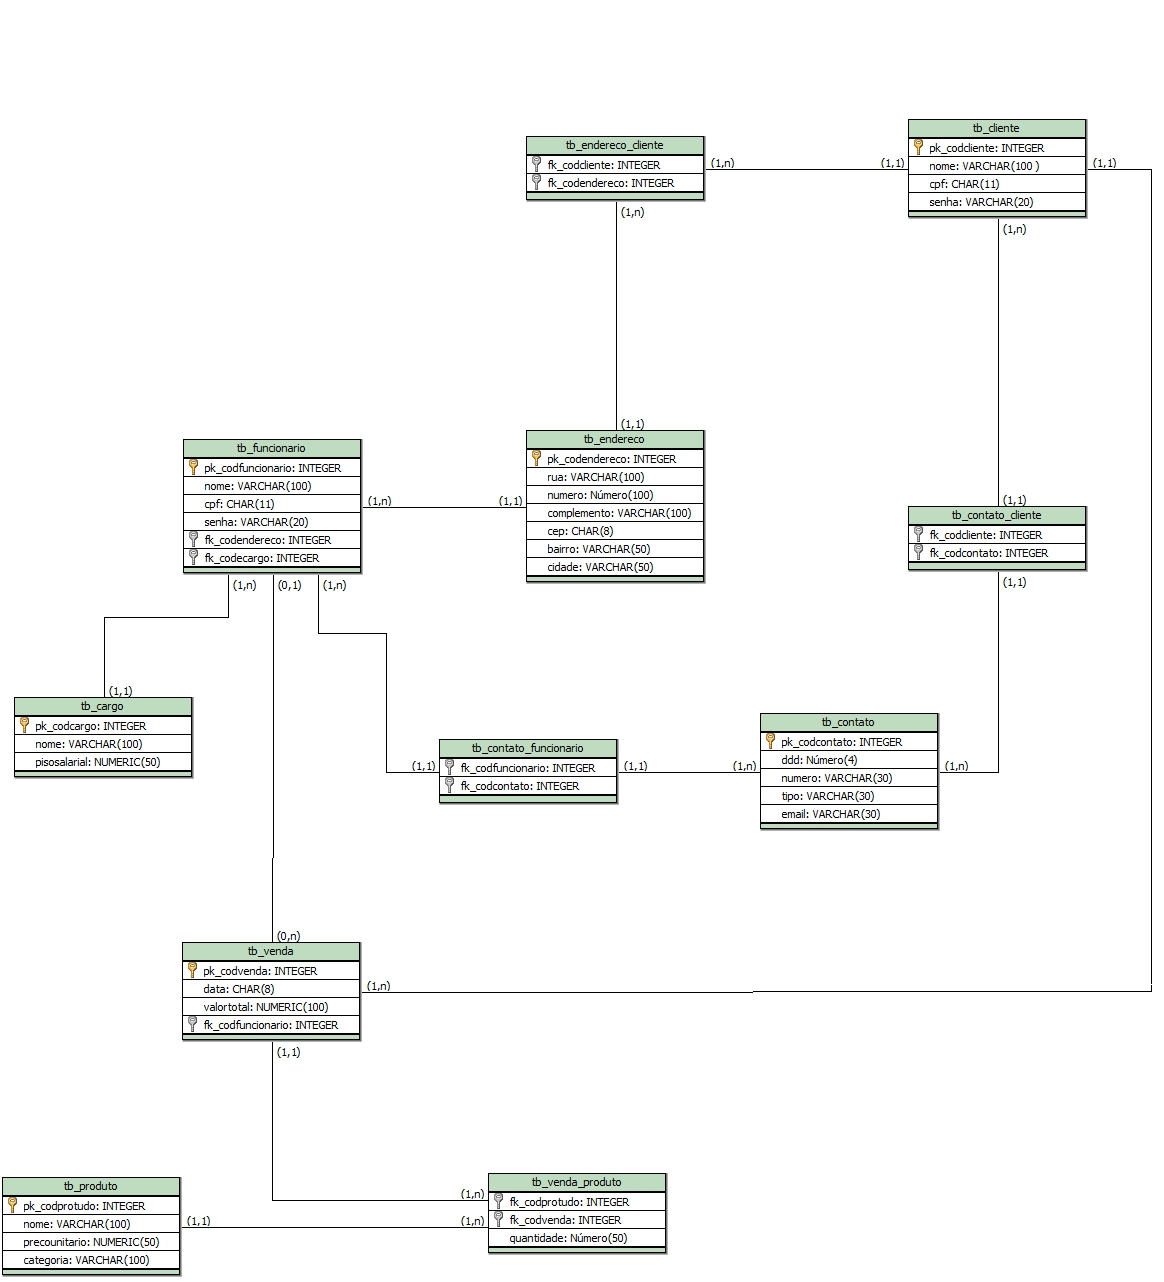 tb_cliente
pk_codcliente: INTEGER
nome: VARCHAR(100 )
cpf: CHAR(11)
senha: VARCHAR(20)
(1,1)
(1,1)
(1,n)
tb_endereco_cliente
fk_codcliente: INTEGER
fk_codendereco: INTEGER
(1,n)
(1,n)
(1,1)
tb_endereco
pk_codendereco: INTEGER
rua: VARCHAR(100)
numero: Número(100)
complemento: VARCHAR(100)
cep: CHAR(8)
bairro: VARCHAR(50)
cidade: VARCHAR(50)
(1,1)
tb_funcionario
pk_codfuncionario: INTEGER
nome: VARCHAR(100)
cpf: CHAR(11)
senha: VARCHAR(20)
fk_codendereco: INTEGER
fk_codecargo: INTEGER
(1,n)
(1,n)
(0,1)
(1,n)
(1,1)
tb_contato_cliente
fk_codcliente: INTEGER
fk_codcontato: INTEGER
(1,1)
(1,1)
tb_cargo
pk_codcargo: INTEGER
nome: VARCHAR(100)
pisosalarial: NUMERIC(50)
tb_contato_funcionario
fk_codfuncionario: INTEGER
fk_codcontato: INTEGER
(1,1)
(1,1)
tb_contato
pk_codcontato: INTEGER
ddd: Número(4)
numero: VARCHAR(30)
tipo: VARCHAR(30)
email: VARCHAR(30)
(1,n)
(1,n)
(0,n)
tb_venda
pk_codvenda: INTEGER
data: CHAR(8)
valortotal: NUMERIC(100)
fk_codfuncionario: INTEGER
(1,n)
(1,1)
tb_produto
pk_codprotudo: INTEGER
nome: VARCHAR(100)
precounitario: NUMERIC(50)
categoria: VARCHAR(100)
(1,1)
tb_venda_produto
fk_codprotudo: INTEGER
fk_codvenda: INTEGER
quantidade: Número(50)
(1,n)
(1,n)